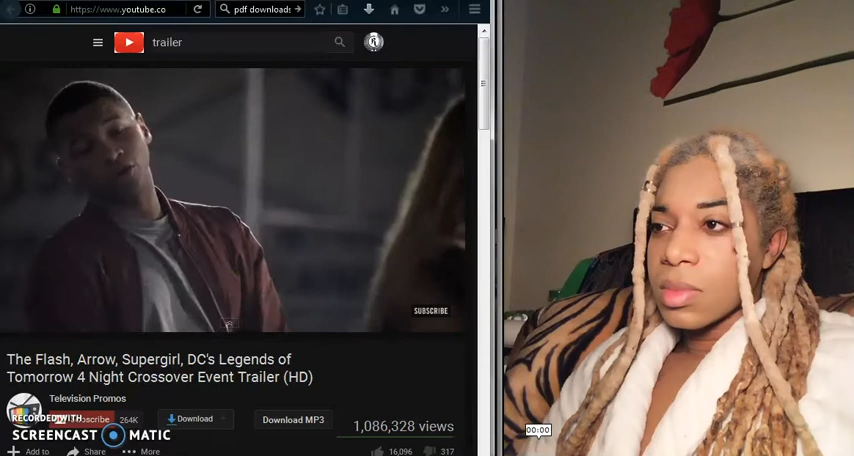 https://www.youtube.co
pdf downloads
trailer
SUBSCRIBE
The Flash, Arrow, Supergirl, DC's Legends of
Tomorrow 4 Night Crossover Event Trailer (HD)
Television Promos
RECORDED WITH
Subscribe 264K Download Download MP3
1,086,328 views
SCREENCAST MATIC
Add to Share More 16,096 317
00:00